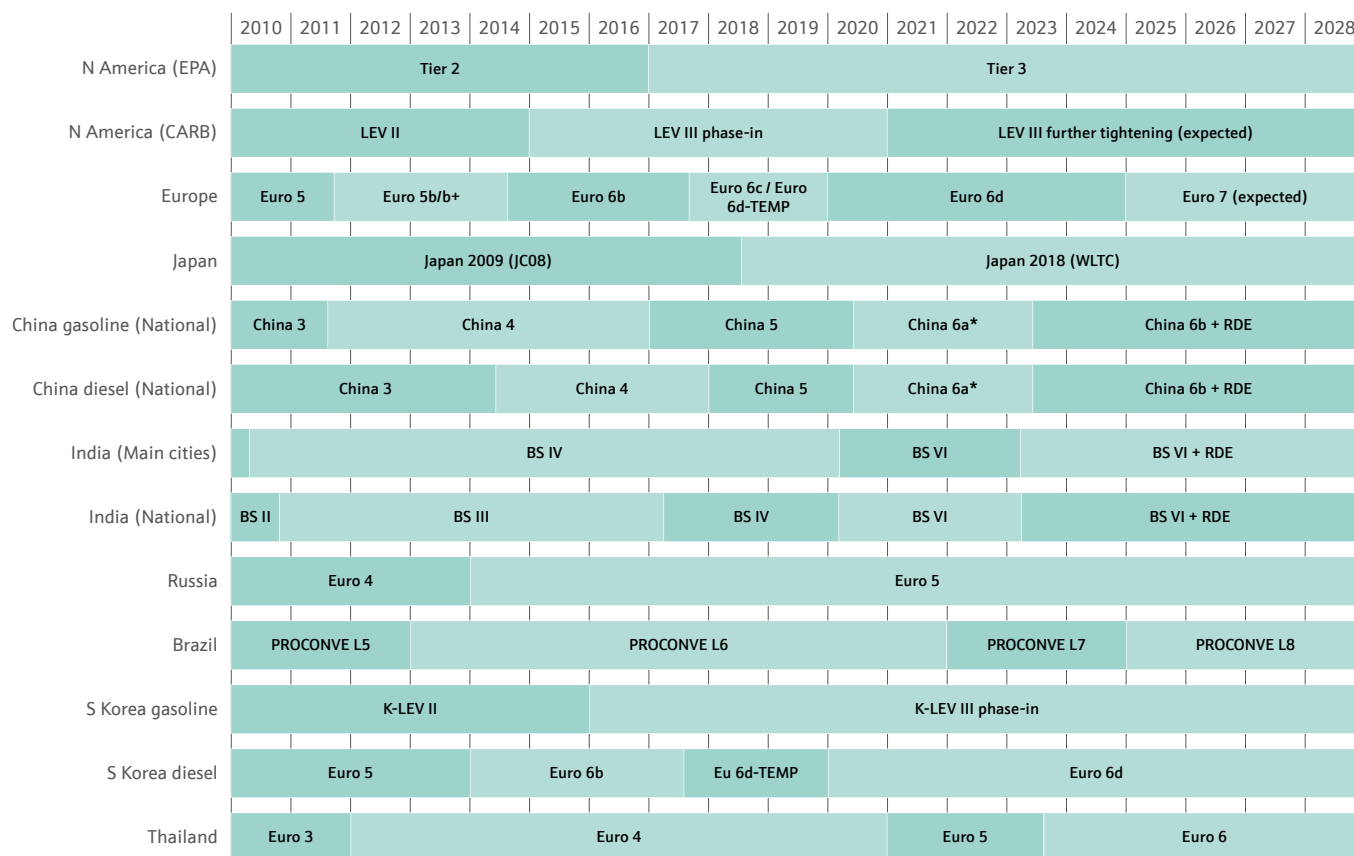 2010 2011 2012 2013 2014 2015 2016 2017 2018 2019 2020 2021 2022 2023 2024 2025 2026 2027 2028
N America (EPA) Tier 2 Tier 3
N America (CARB) LEV II LEV III phase-in LEV III further tightening (expected)
Europe Euro 5 Euro 5b/b+ Euro 6b Euro 6c / Euro 6d-TEMP Euro 6d Euro 7 (expected)
Japan Japan 2009 (JC08) Japan 2018 (WLTC)
China gasoline (National) China 3 China 4 China 5 China 6a* China 6b + RDE
China diesel (National) China 3 China 4 China 5 China 6a* China 6b + RDE
India (Main cities) BS IV BS VI BS VI + RDE
India (National) BS II BS III BS IV BS VI BS VI + RDE
Russia Euro 4 Euro 5
Brazil PROCONVE L5 PROCONVE L6 PROCONVE L7 PROCONVE L8
S Korea gasoline K-LEV II K-LEV III phase-in
S Korea diesel Euro 5 Euro 6b Eu 6d-TEMP Euro 6d
Thailand Euro 3 Euro 4 Euro 5 Euro 6